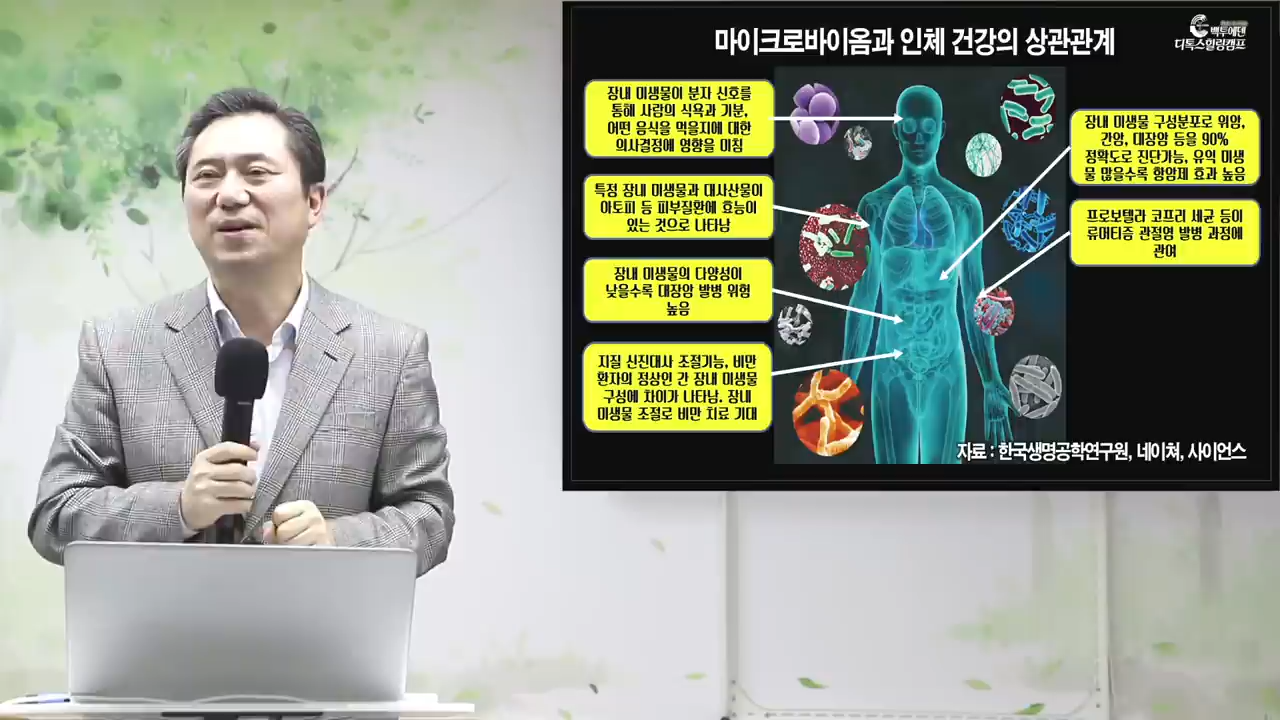 마이크로바이옴과 인체 건강의 상관관계
백투에덴
디톡스힐링캠프
장내 미생물이 분자 신호를
통해 사람의 식욕과 기분,
어떤 음식을 먹을지에 대한
의사결정에 영향을 미침
특정 장내 미생물과 대사산물이
아토피 등 피부질환에 효능이
있는 것으로 나타남
장내 미생물의 다양성이
낮을수록 대장암 발병 위험
높음
지질 신진대사 조절기능, 비만
환자의 정상인 간 장내 미생물
구성에 차이가 나타남. 장내
미생물 조절로 비만 치료 기대
장내 미생물 구성분포로 위암,
간암, 대장암 등을 90%
정확도로 진단가능, 유익 미생
물 많을수록 항암제 효과 높음
프로보텔라 코프리 세균 등이
류머티즘 관절염 발병 과정에
관여
자료 : 한국생명공학연구원, 네이쳐, 사이언스